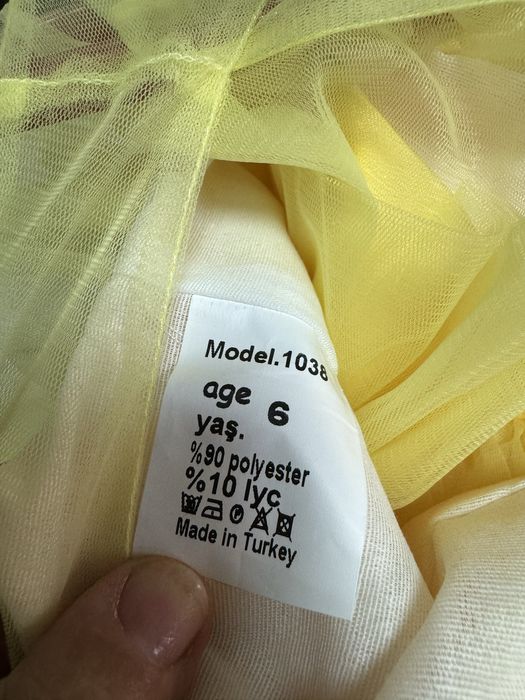 Model.1038
age 6
yaş.
%90 polyester
%10 lyc
Made in Turkey